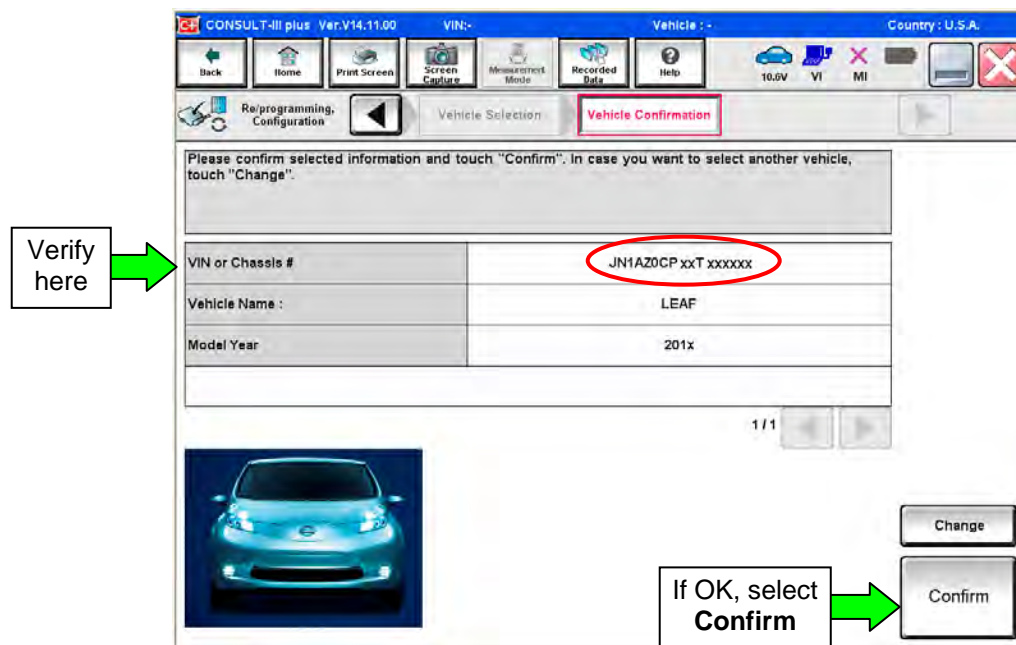 CONSULT-III plus Ver.V14.11.00 VIN:- Vehicle : - Country : U.S.A.
Back Home Print Screen Screen Capture Measurement Mode Recorded Data Help 10.6V VI MI
Re/programming, Configuration Vehicle Selection Vehicle Confirmation
Please confirm selected information and touch "Confirm". In case you want to select another vehicle,
touch "Change".
Verify
here
VIN or Chassis # JN1AZ0CP xxT xxxxxx
Vehicle Name : LEAF
Model Year 201x
1/1
Change
If OK, select
Confirm
Confirm